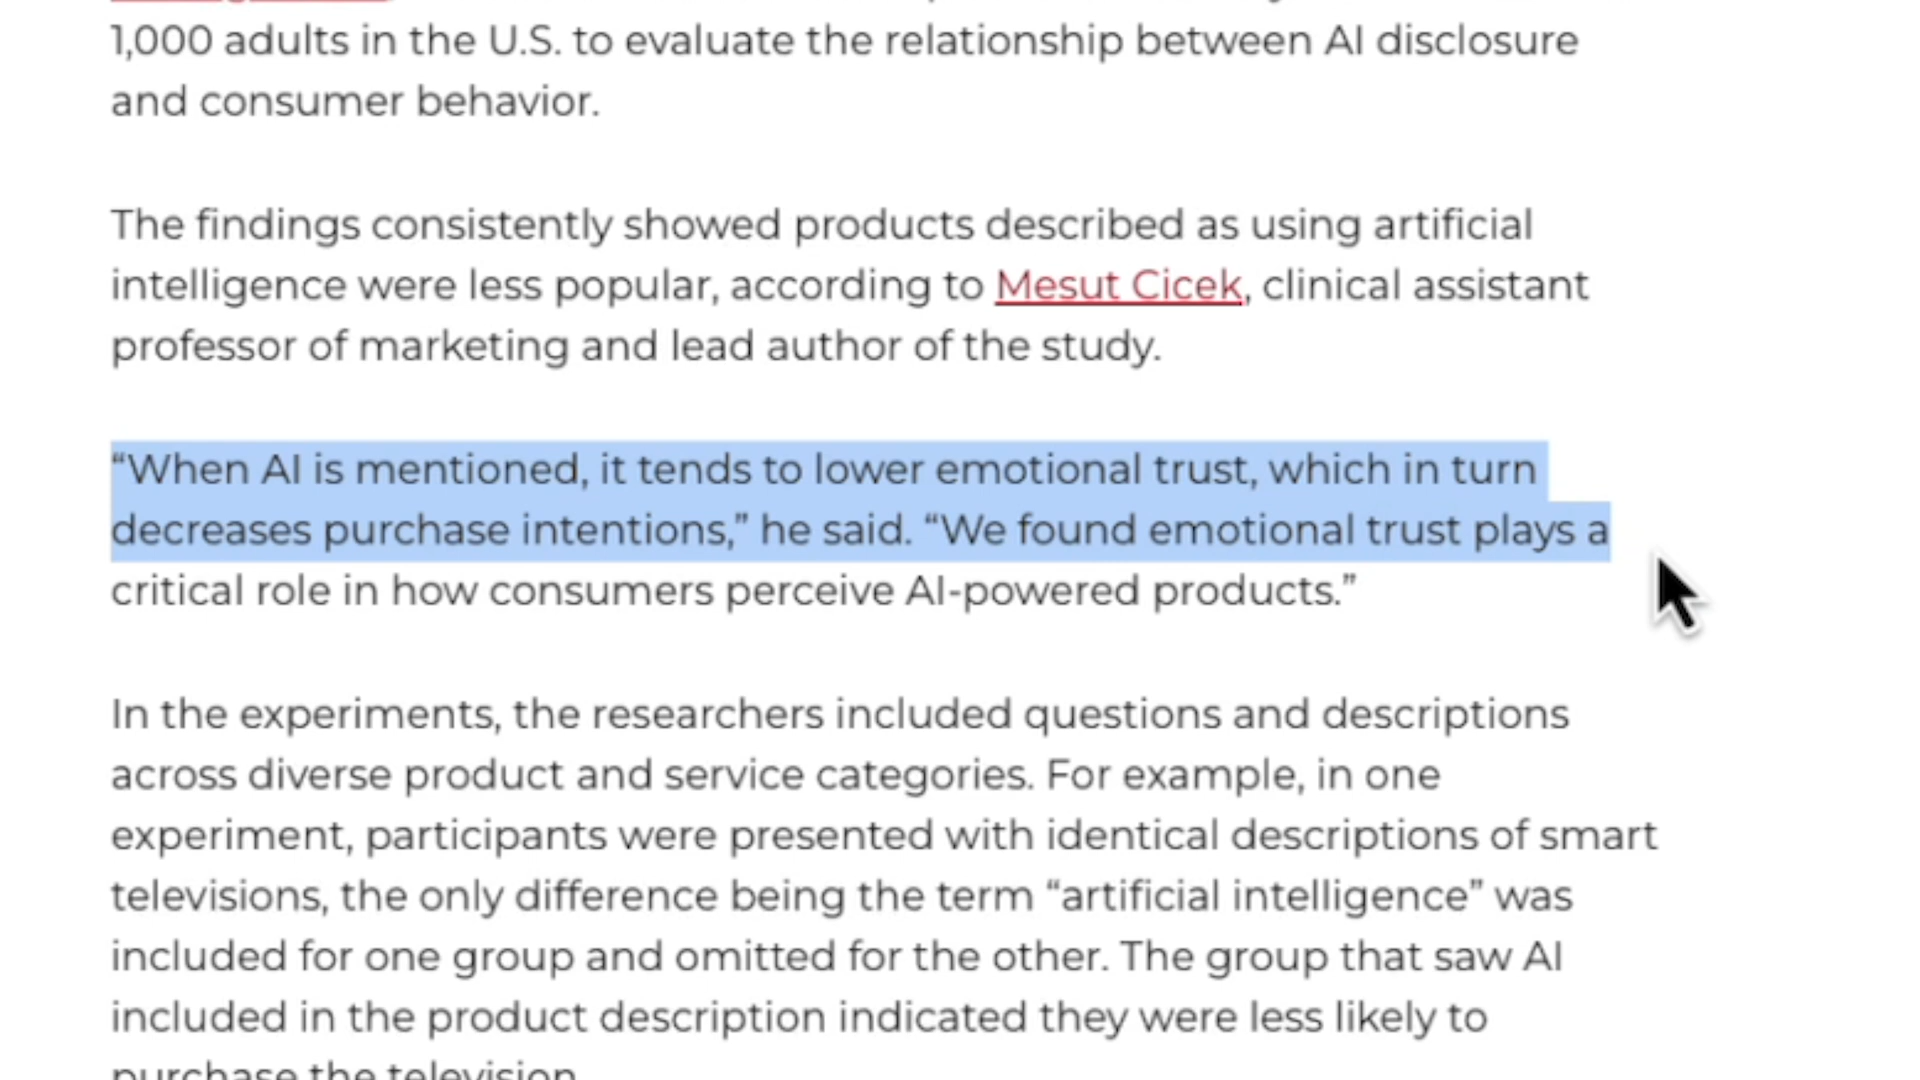 1,000 adults in the U.S. to evaluate the relationship between AI disclosure
and consumer behavior.
The findings consistently showed products described as using artificial
intelligence were less popular, according to Mesut Cicek, clinical assistant
professor of marketing and lead author of the study.
“When AI is mentioned, it tends to lower emotional trust, which in turn
decreases purchase intentions,” he said. “We found emotional trust plays a
critical role in how consumers perceive AI-powered products.”
In the experiments, the researchers included questions and descriptions
across diverse product and service categories. For example, in one
experiment, participants were presented with identical descriptions of smart
televisions, the only difference being the term “artificial intelligence” was
included for one group and omitted for the other. The group that saw AI
included in the product description indicated they were less likely to
purchase the television.